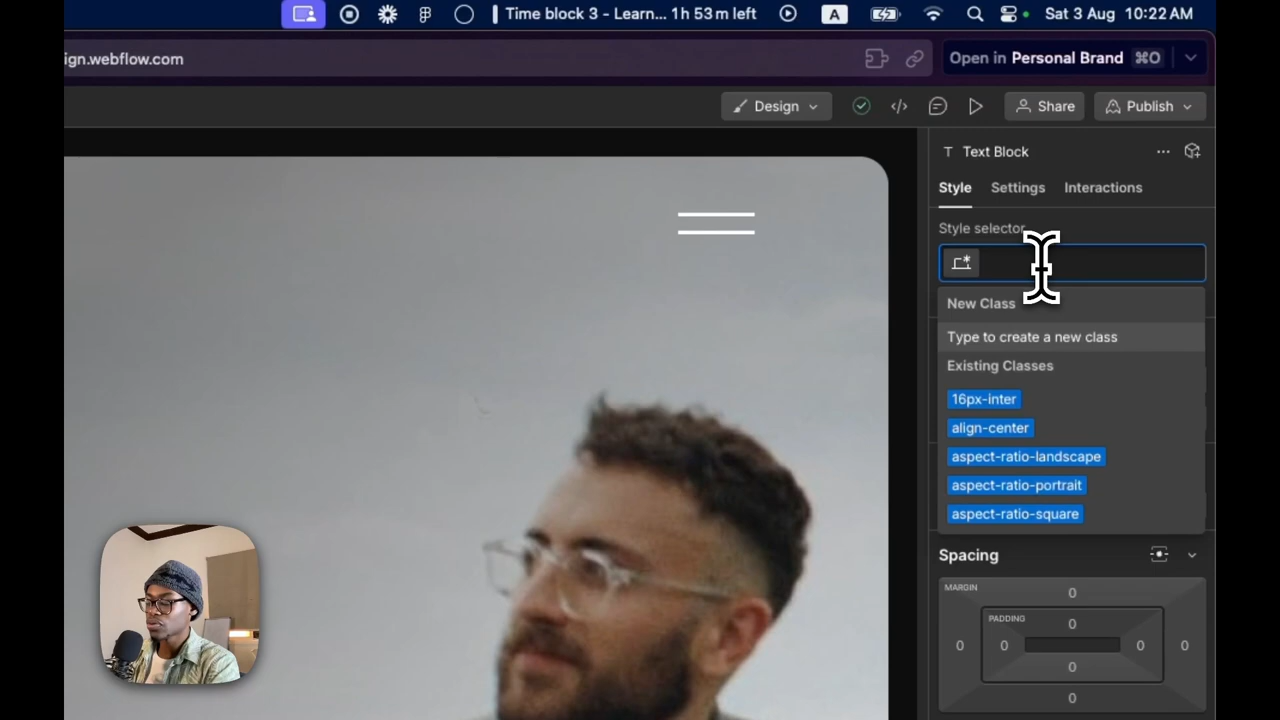 Time block 3 - Learn... 1h 53m left A Sat 3 Aug 10:22 AM
ign.webflow.com Open in Personal Brand ⌘O
Design </> Share Publish
T Text Block
Style Settings Interactions
Style selector
New Class
Type to create a new class
Existing Classes
16px-inter
align-center
aspect-ratio-landscape
aspect-ratio-portrait
aspect-ratio-square
Spacing
MARGIN 0
PADDING 0
0 0 0 0
0
0